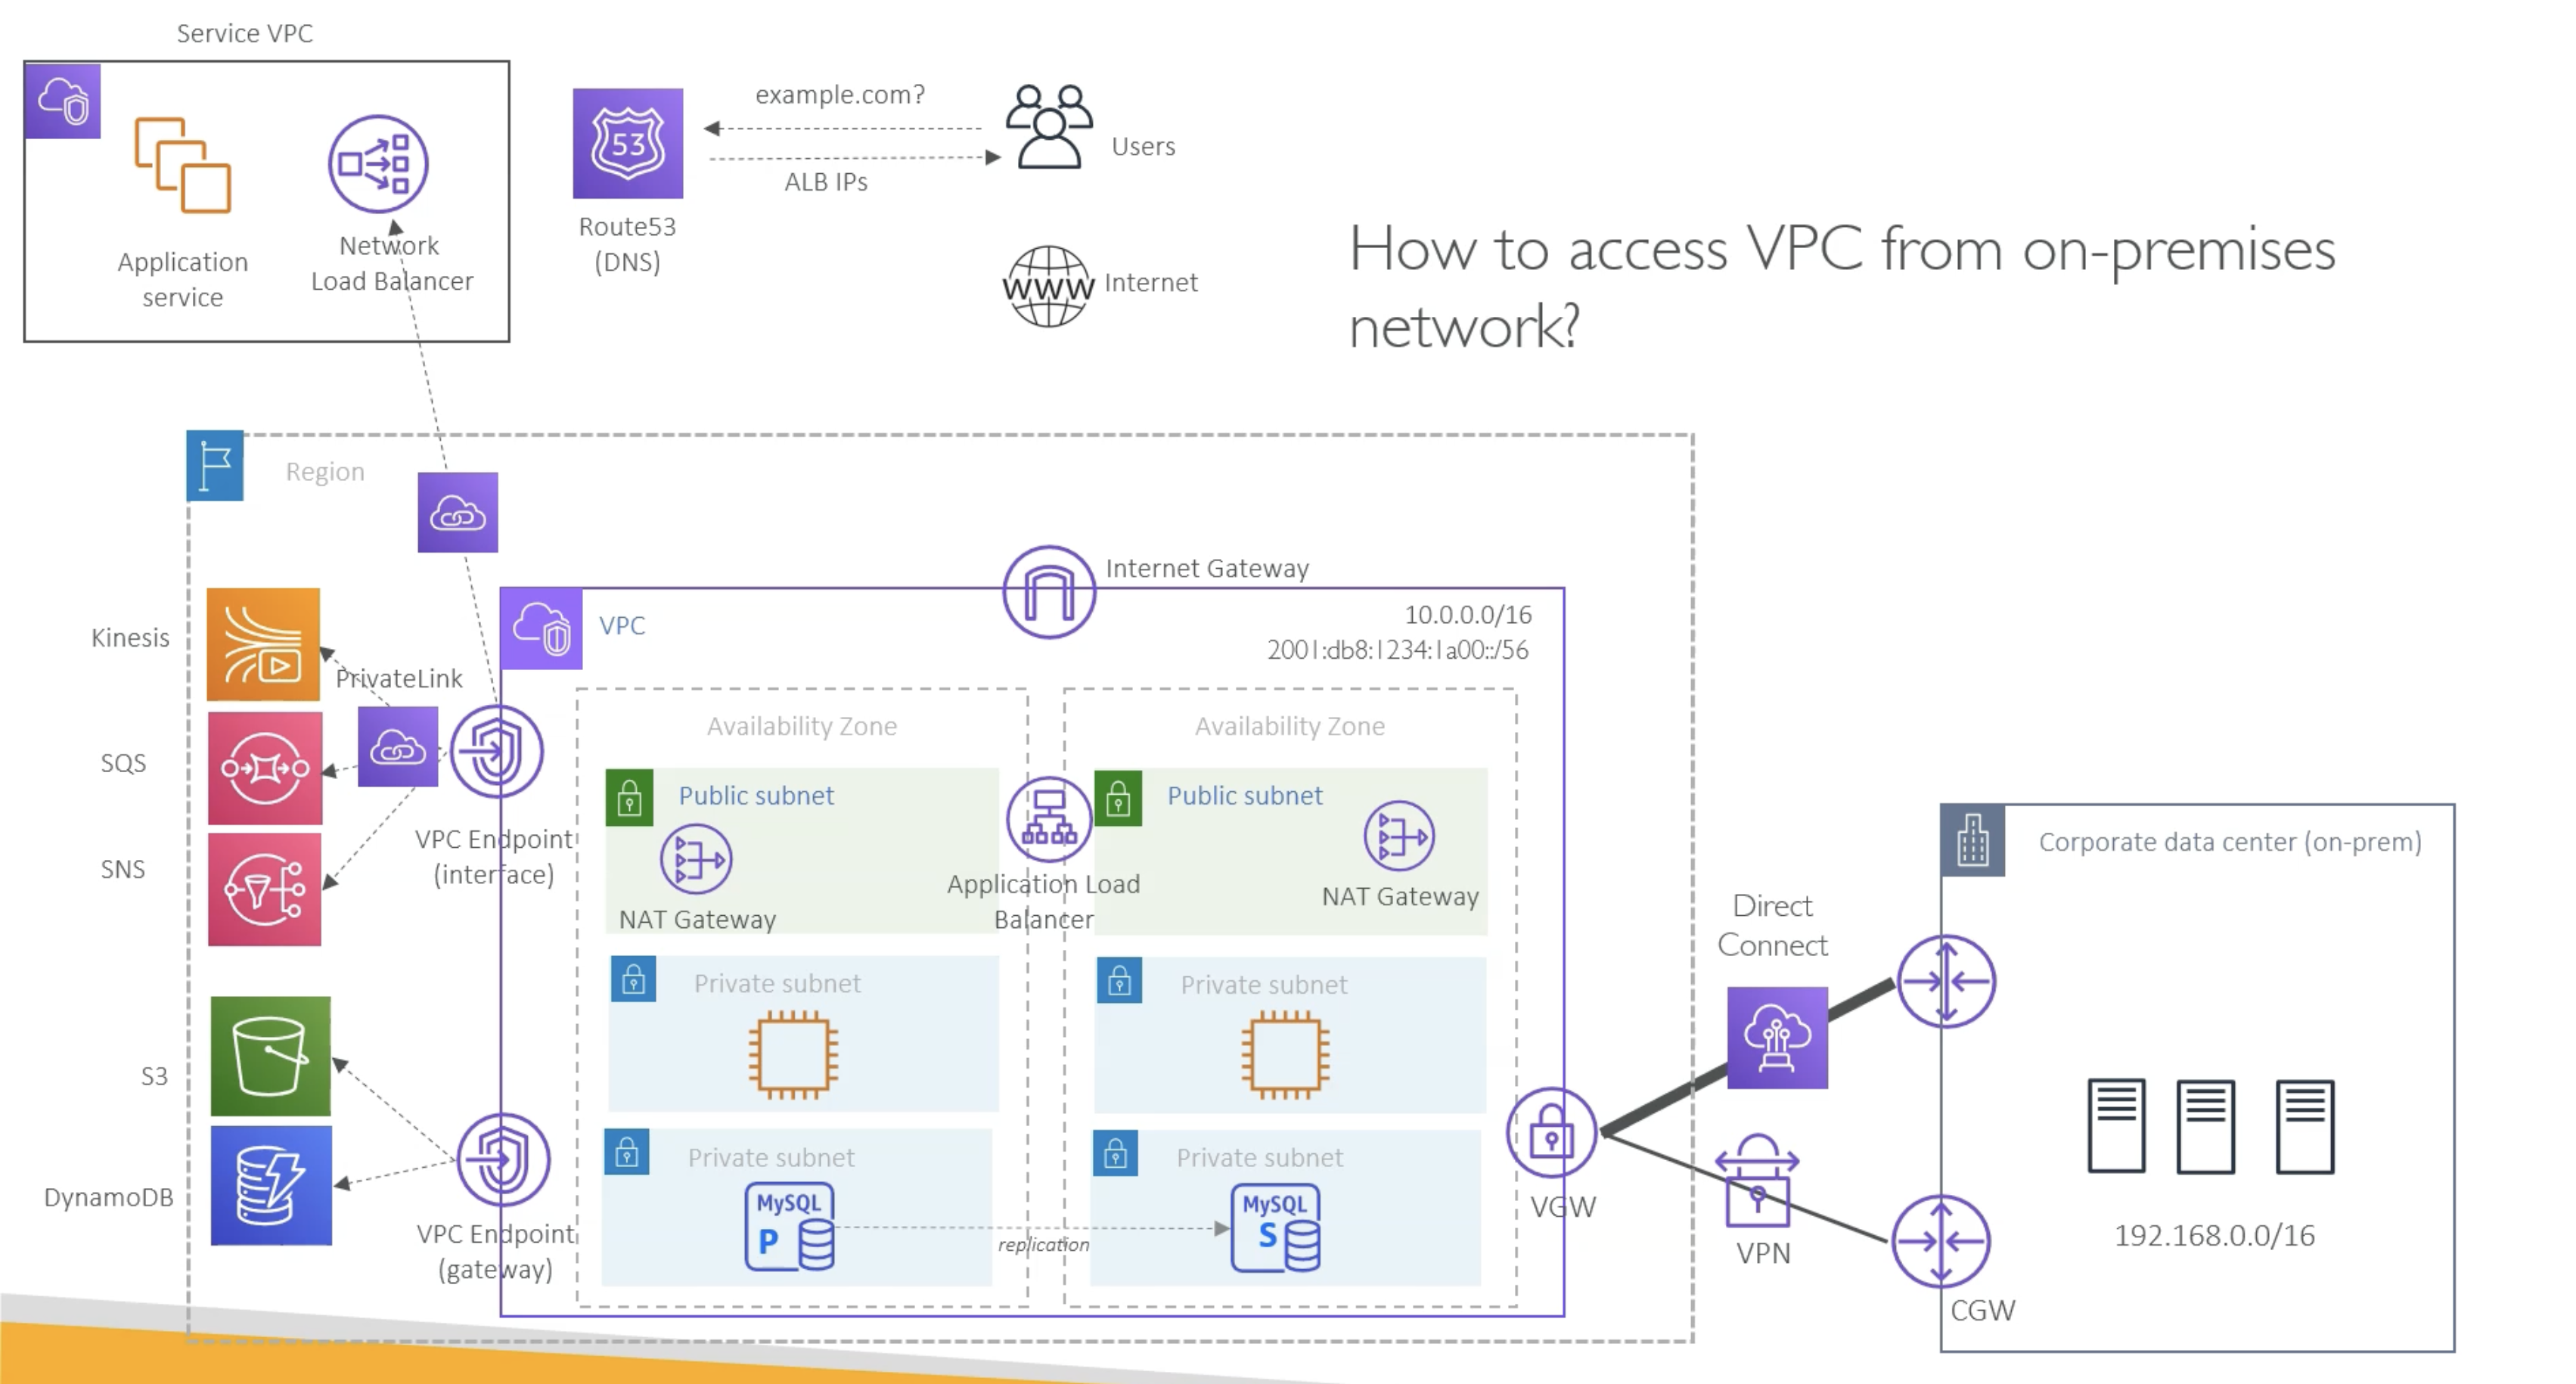 Service VPC
Application
service
Network
Load Balancer
53
Route53
(DNS)
example.com?
ALB IPs
Users
WWW
Internet
How to access VPC from on-premises
network?
Region
Internet Gateway
VPC
10.0.0.0/16
2001:db8:1234:1a00::/56
Kinesis
PrivateLink
SQS
SNS
VPC Endpoint
(interface)
S3
DynamoDB
VPC Endpoint
(gateway)
Availability Zone
Availability Zone
Public subnet
NAT Gateway
Application Load
Balancer
Public subnet
NAT Gateway
Private subnet
Private subnet
Private subnet
MySQL
P
replication
Private subnet
MySQL
S
VGW
Direct
Connect
VPN
Corporate data center (on-prem)
192.168.0.0/16
CGW